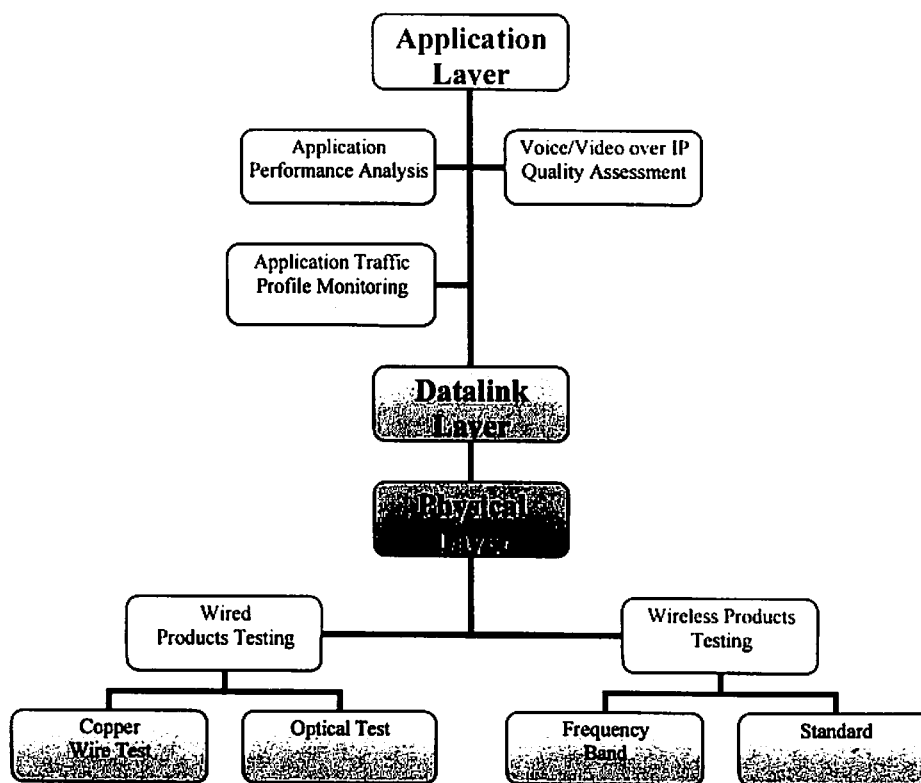 Application
Layer
Application
Performance Analysis
Voice/Video over IP
Quality Assessment
Application Traffic
Profile Monitoring
Datalink
Layer
Physical
Layer
Wired
Products Testing
Wireless Products
Testing
Copper
Wire Test
Optical Test
Frequency
Band
Standard